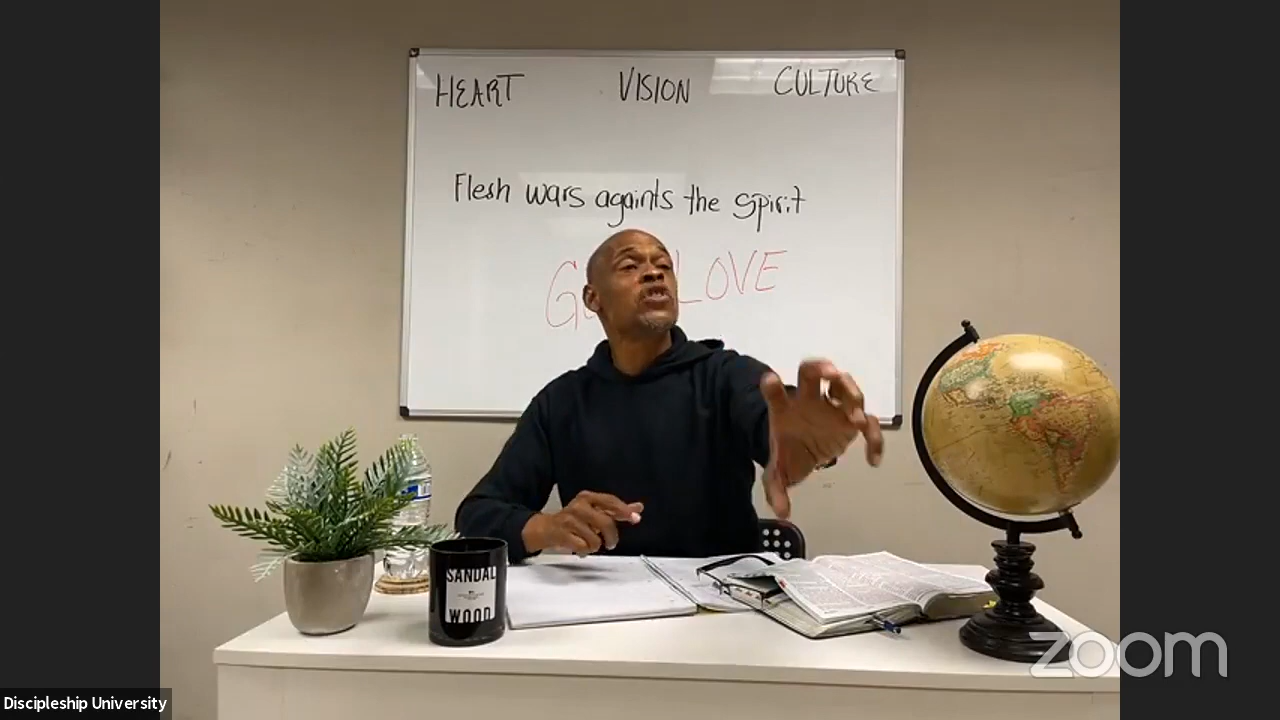 HEART VISION CULTURE
Flesh wars againts the spirit
LOVE
SANDAL
WOOD
zoom
Discipleship University